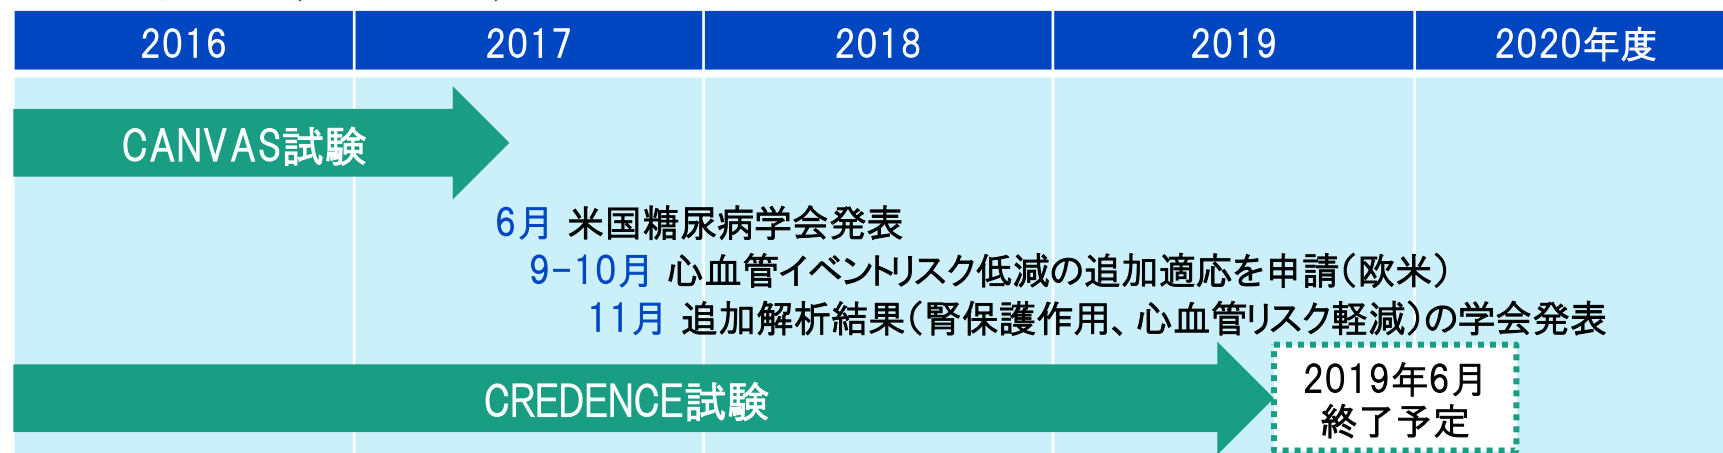 2016 2017 2018 2019 2020年度
CANVAS試験
6月 米国糖尿病学会発表
9-10月 心血管イベントリスク低減の追加適応を申請(欧米)
11月 追加解析結果(腎保護作用、心血管リスク軽減)の学会発表
CREDENCE試験
2019年6月
終了予定